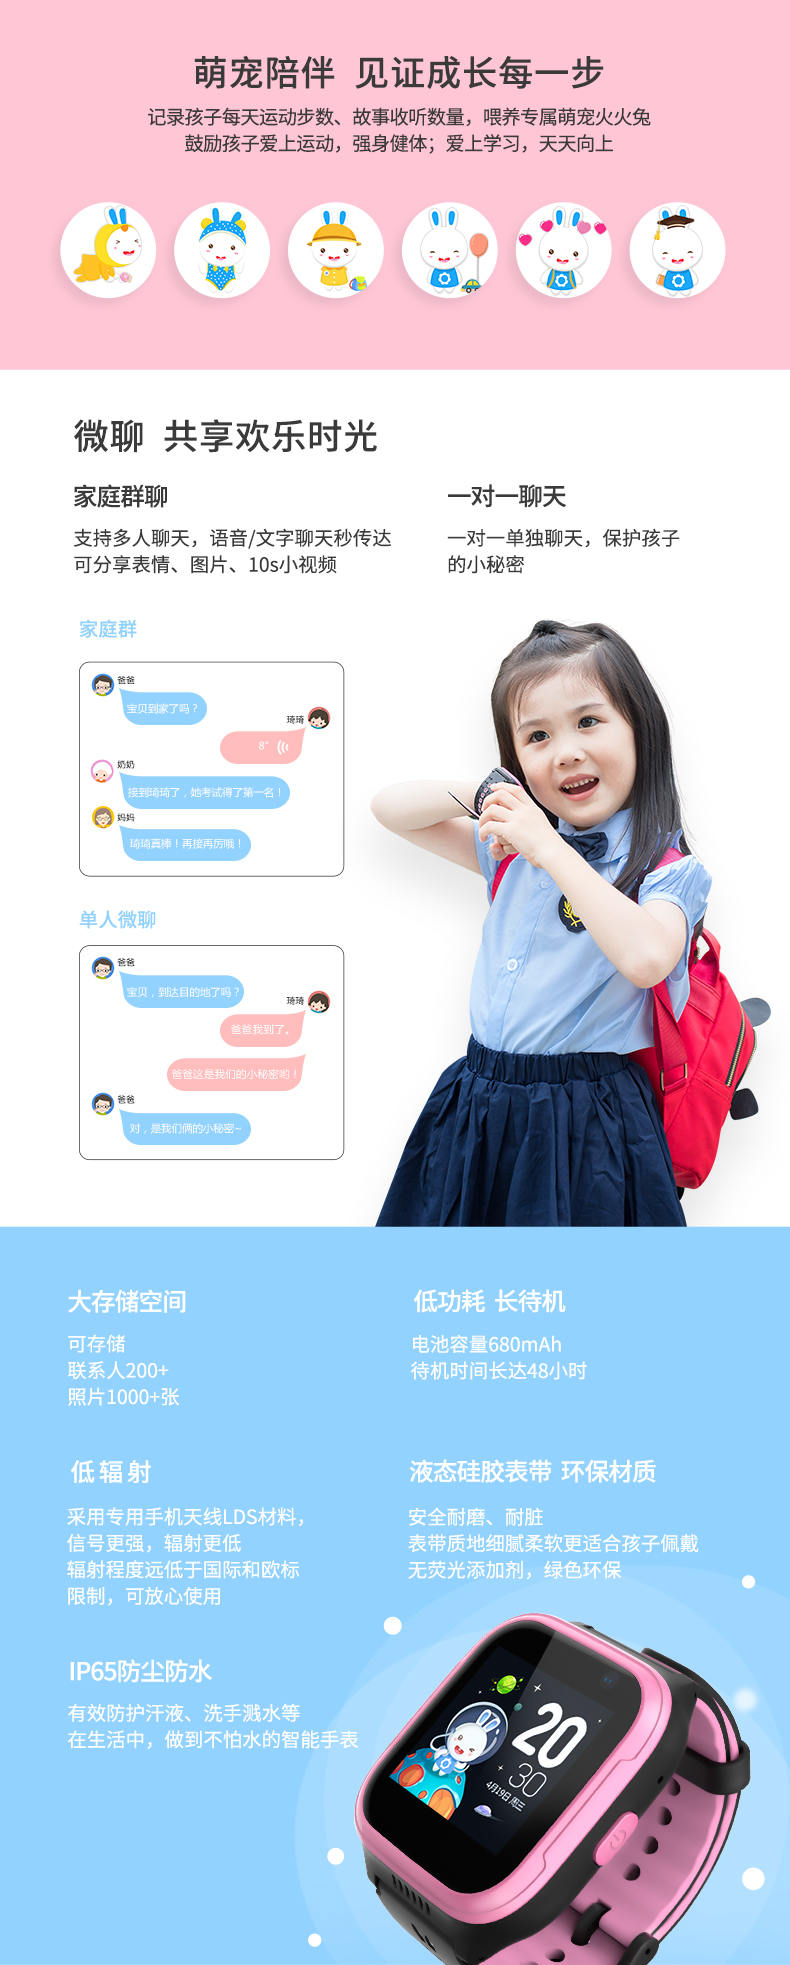 萌宠陪伴 见证成长每一步
记录孩子每天运动步数、故事收听数量，喂养专属萌宠火火兔
鼓励孩子爱上运动，强身健体；爱上学习，天天向上
微聊 共享欢乐时光
家庭群聊
支持多人聊天，语音/文字聊天秒传达
可分享表情、图片、10s小视频
一对一聊天
一对一单独聊天，保护孩子
的小秘密
家庭群
爸爸
宝贝到家了吗？
琦琦
8"
奶奶
接到琦琦了，她考试得了第一名！
妈妈
琦琦真棒！再接再厉哦！
单人微聊
爸爸
宝贝，到达目的地了吗？
琦琦
爸爸我到了。
爸爸这是我们的小秘密哟！
爸爸
对，是我们俩的小秘密~
大存储空间
可存储
联系人200+
照片1000+张
低功耗 长待机
电池容量680mAh
待机时间长达48小时
低辐射
采用专用手机天线LDS材料，
信号更强，辐射更低
辐射程度远低于国际和欧标
限制，可放心使用
液态硅胶表带 环保材质
安全耐磨、耐脏
表带质地细腻柔软更适合孩子佩戴
无荧光添加剂，绿色环保
IP65防尘防水
有效防护汗液、洗手溅水等
在生活中，做到不怕水的智能手表
20
30
4月19日 周三